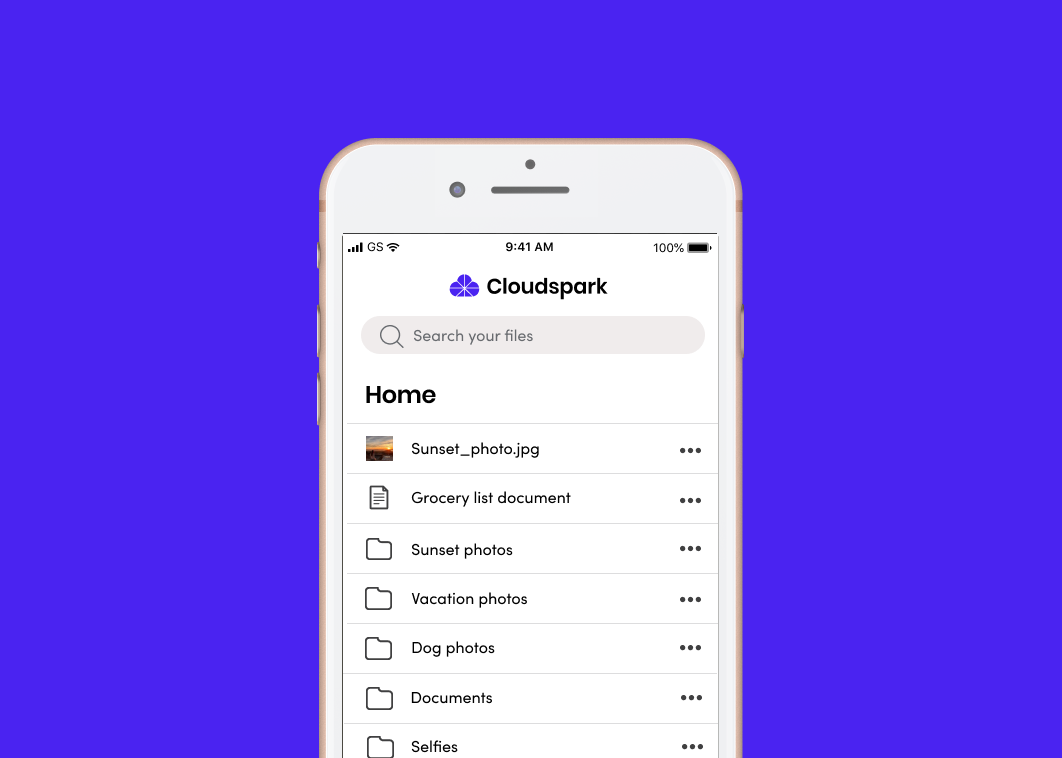 GS 9:41 AM 100%
Cloudspark
Search your files
Home
Sunset_photo.jpg
Grocery list document
Sunset photos
Vacation photos
Dog photos
Documents
Selfies